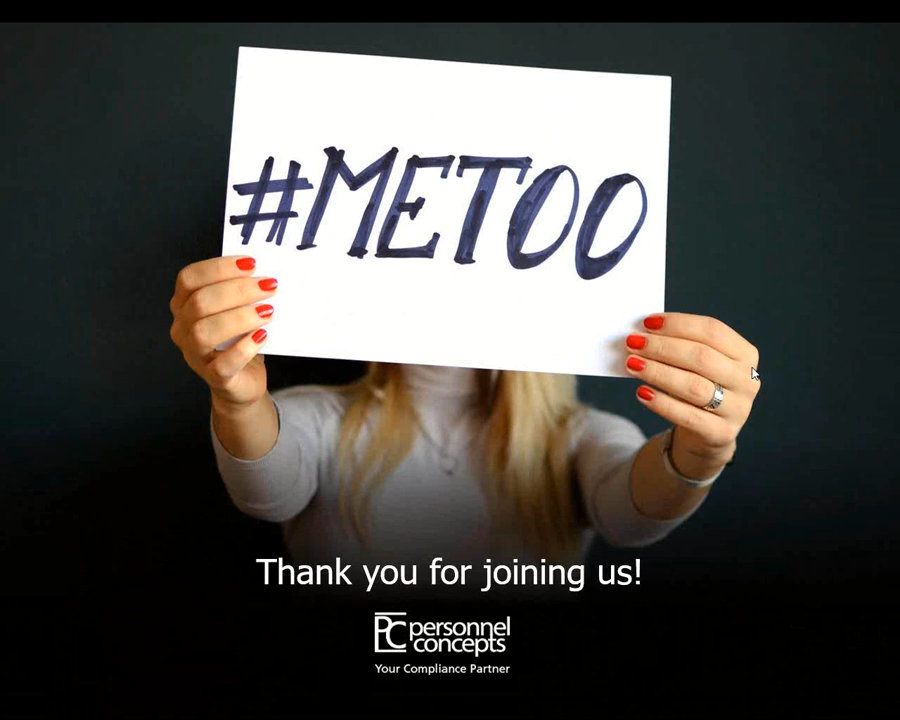 #METOO
Thank you for joining us!
PC personnel
concepts
Your Compliance Partner